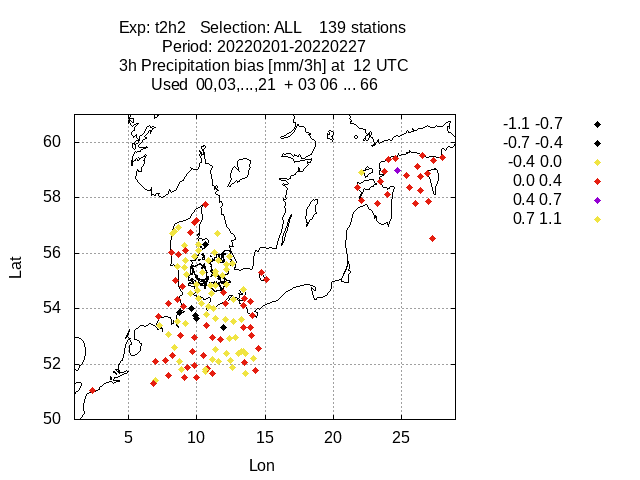 Exp: t2h2 Selection: ALL 139 stations
Period: 20220201-20220227
3h Precipitation bias [mm/3h] at 12 UTC
Used 00,03,...,21 + 03 06 ... 66
-1.1 -0.7
-0.7 -0.4
-0.4 0.0
0.0 0.4
0.4 0.7
0.7 1.1
60
58
56
54
52
50
Lat
5 10 15 20 25
Lon